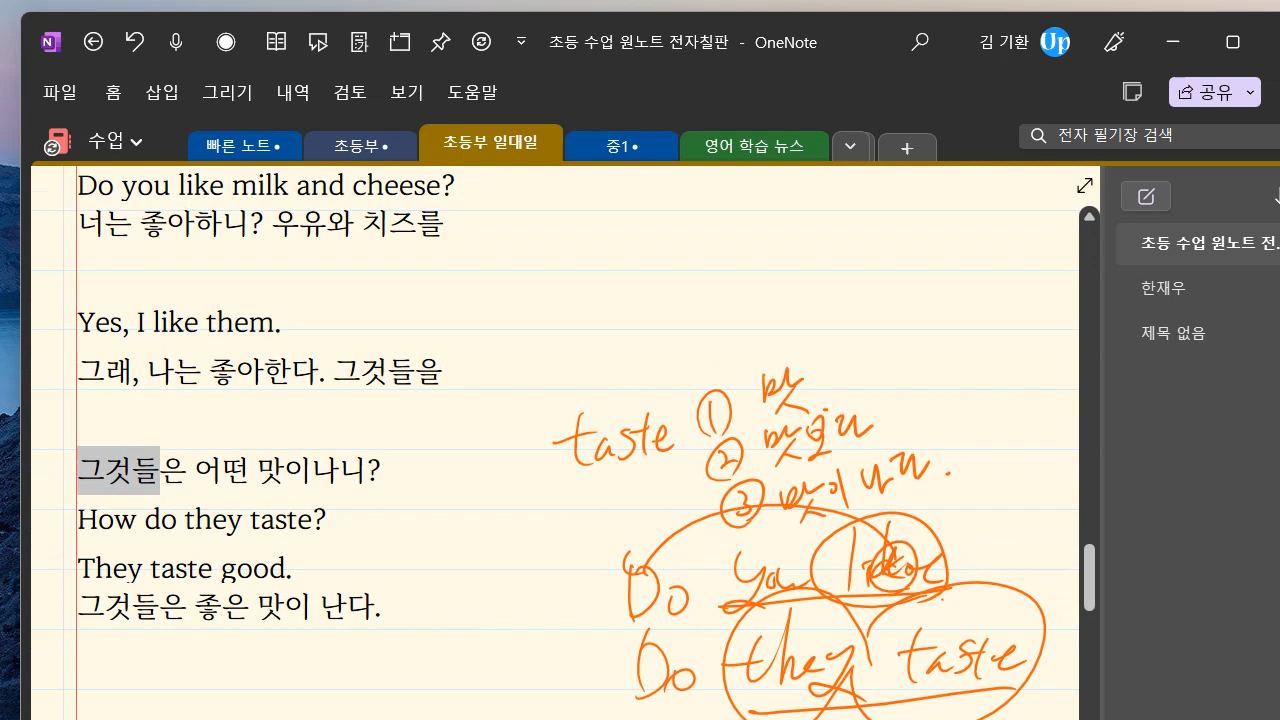 초등 수업 원노트 전자칠판 - OneNote
김 기환
Up
파일 홈 삽입 그리기 내역 검토 보기 도움말
공유
수업
빠른 노트
초등부
초등부 일대일
중1
영어 학습 뉴스
전자 필기장 검색
Do you like milk and cheese?
너는 좋아하니? 우유와 치즈를
Yes, I like them.
그래, 나는 좋아한다. 그것들을
그것들은 어떤 맛이나니?
How do they taste?
They taste good.
그것들은 좋은 맛이 난다.
taste ① 맛
② 맛보다
③ 맛이 나다.
Do you like
Do they taste
초등 수업 원노트 전...
한재우
제목 없음